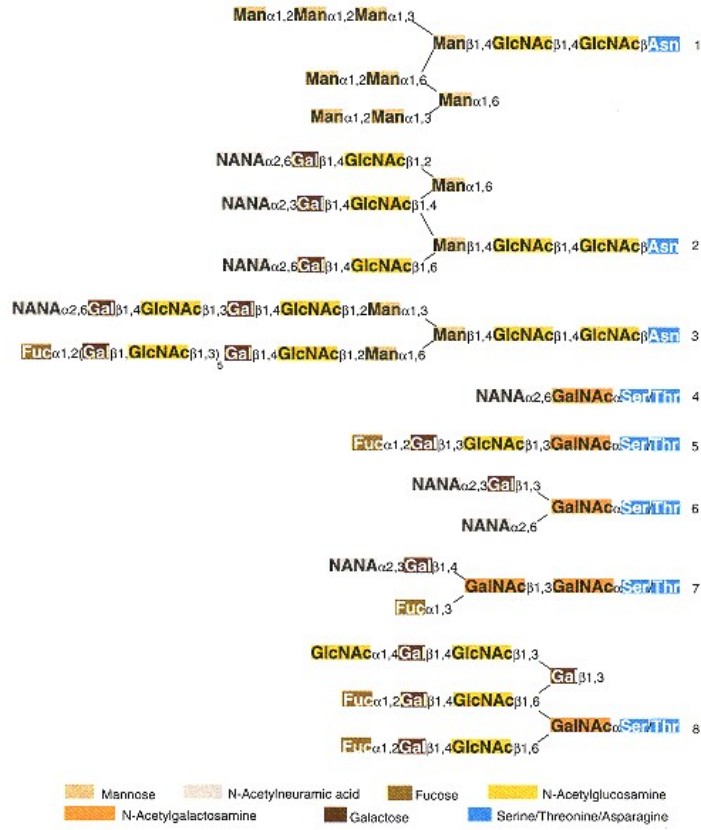 Manα1,2Manα1,2Manα1,3
Manβ1,4GlcNAcβ1,4GlcNAcβAsn 1
Manα1,2Manα1,6
Manα1,6
Manα1,2Manα1,3
NANAα2,6Galβ1,4GlcNAcβ1,2
Manα1,6
NANAα2,3Galβ1,4GlcNAcβ1,4
Manβ1,4GlcNAcβ1,4GlcNAcβAsn 2
NANAα2,6Galβ1,4GlcNAcβ1,6
NANAα2,6Galβ1,4GlcNAcβ1,3Galβ1,4GlcNAcβ1,2Manα1,3
Manβ1,4GlcNAcβ1,4GlcNAcβAsn 3
Fucα1,2(Galβ1,GlcNAcβ1,3)5Galβ1,4GlcNAcβ1,2Manα1,6
NANAα2,6GalNAcαSer/Thr 4
Fucα1,2Galβ1,3GlcNAcβ1,3GalNAcαSer/Thr 5
NANAα2,3Galβ1,3
GalNAcαSer/Thr 6
NANAα2,6
NANAα2,3Galβ1,4
GalNAcβ1,3GalNAcαSer/Thr 7
Fucα1,3
GlcNAcα1,4Galβ1,4GlcNAcβ1,3
Galβ1,3
Fucα1,2Galβ1,4GlcNAcβ1,6
GalNAcαSer/Thr 8
Fucα1,2Galβ1,4GlcNAcβ1,6
Mannose N-Acetylneuramic acid Fucose N-Acetylglucosamine
N-Acetylgalactosamine Galactose Serine/Threonine/Asparagine